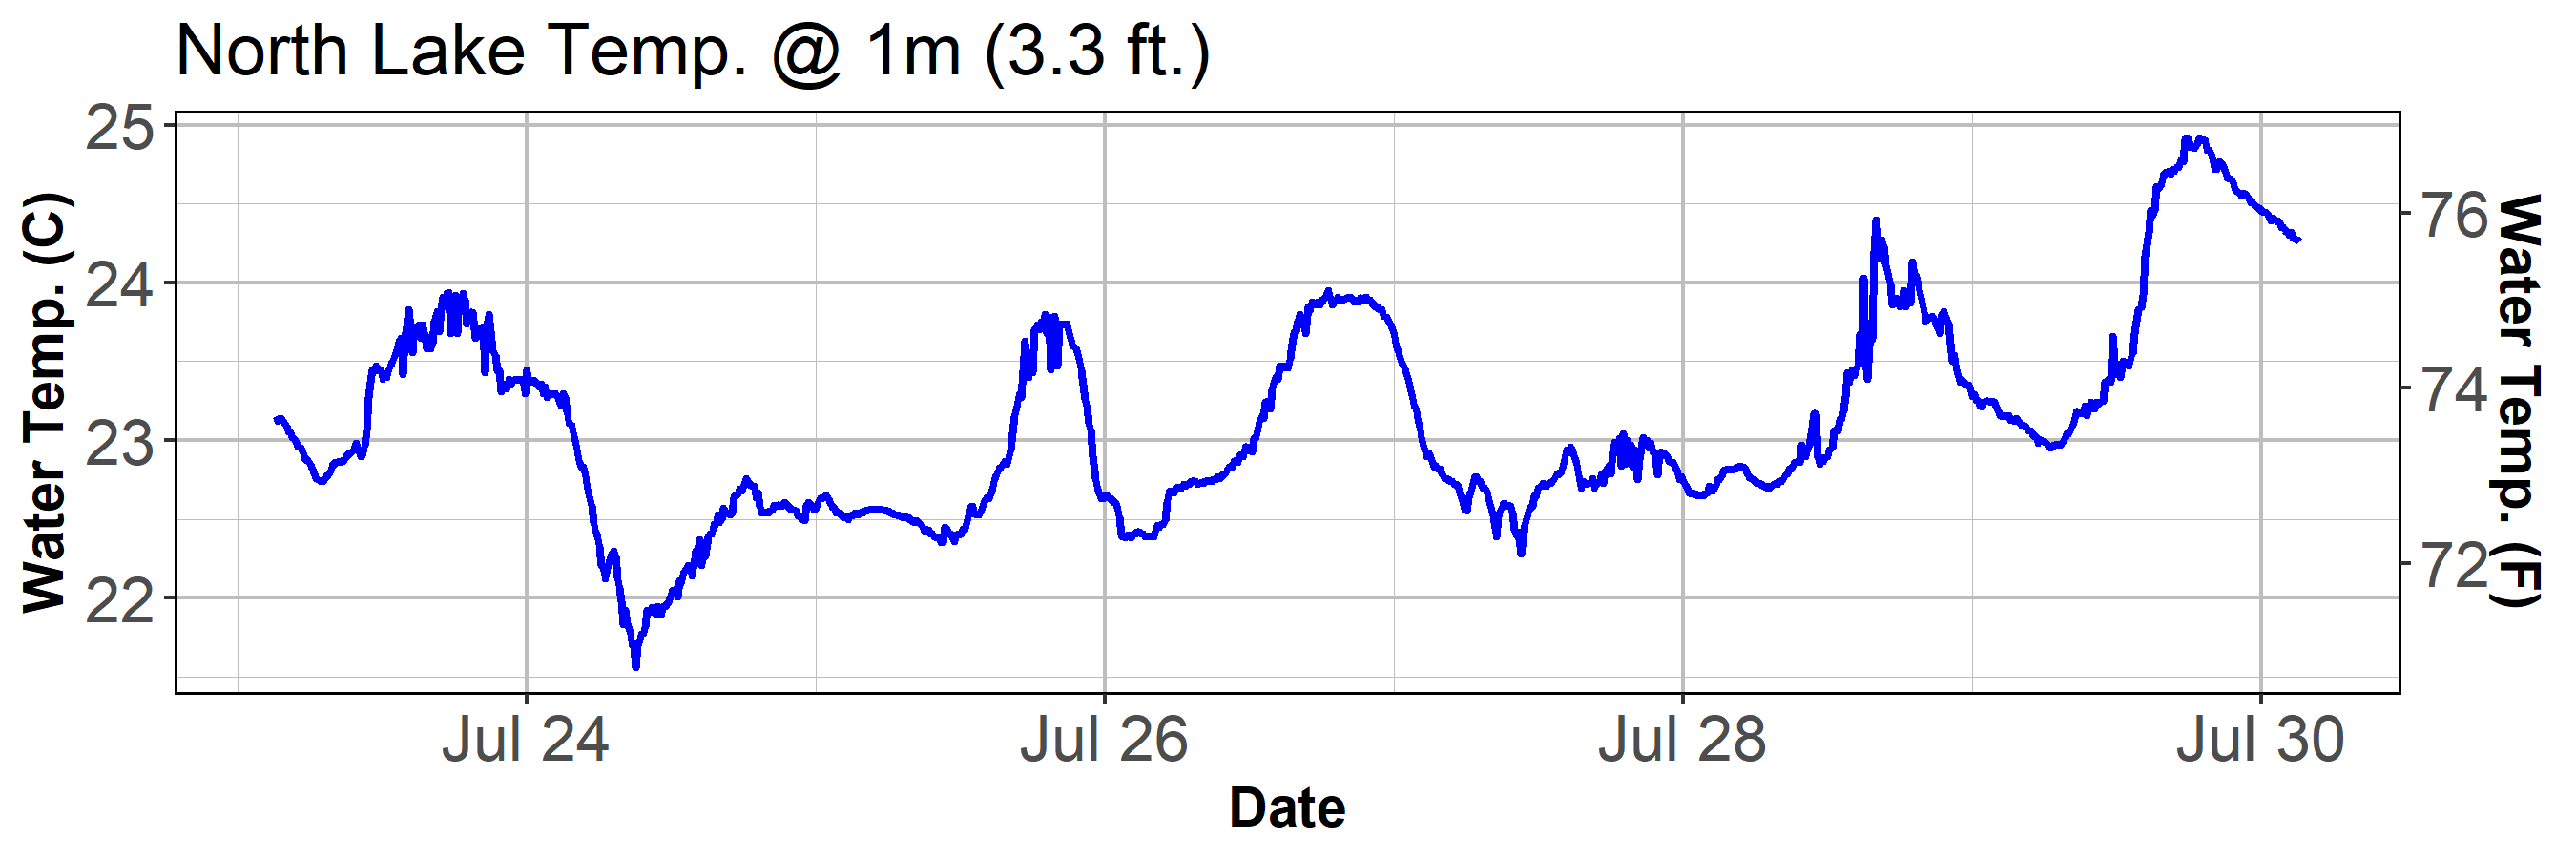 North Lake Temp. @ 1m (3.3 ft.)
Water Temp. (C)
25
24
23
22
76
74
72
Water Temp. (F)
Jul 24 Jul 26 Jul 28 Jul 30
Date